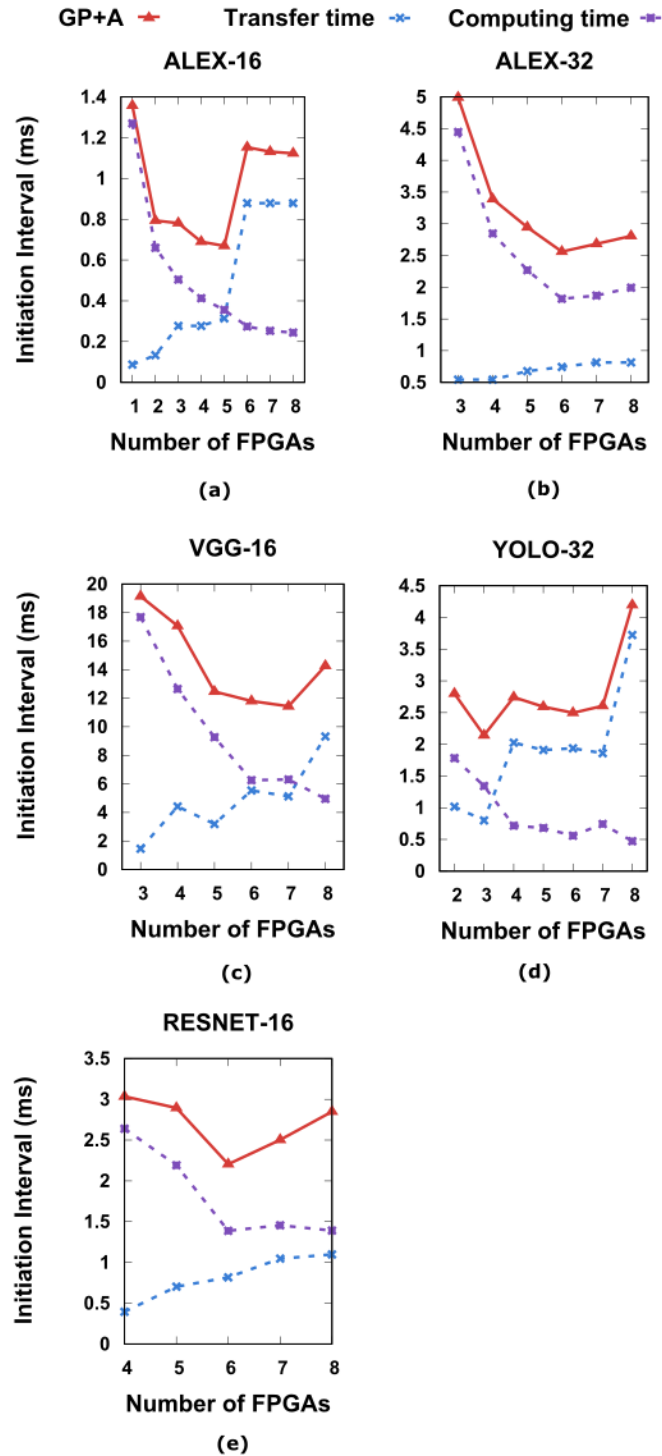 GP+A Transfer time Computing time
ALEX-16
1.4
1.2
1
0.8
0.6
0.4
0.2
0
1 2 3 4 5 6 7 8
Initiation Interval (ms)
Number of FPGAs
(a)
ALEX-32
5
4.5
4
3.5
3
2.5
2
1.5
1
0.5
3 4 5 6 7 8
Number of FPGAs
(b)
VGG-16
20
18
16
14
12
10
8
6
4
2
0
3 4 5 6 7 8
Initiation Interval (ms)
Number of FPGAs
(c)
YOLO-32
4.5
4
3.5
3
2.5
2
1.5
1
0.5
0
2 3 4 5 6 7 8
Number of FPGAs
(d)
RESNET-16
3.5
3
2.5
2
1.5
1
0.5
0
4 5 6 7 8
Initiation Interval (ms)
Number of FPGAs
(e)